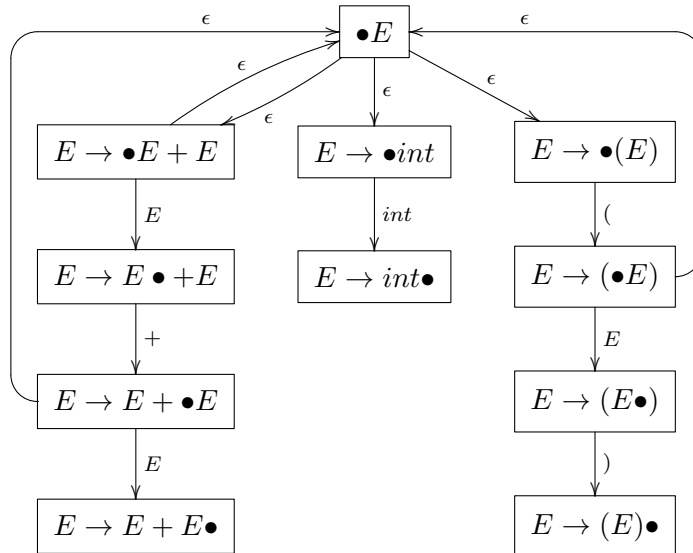 ϵ ϵ
●E
ϵ ϵ ϵ ϵ
E → ●E + E E → ●int E → ●(E)
E int (
E → E ● +E E → int● E → (●E)
+ E
E → E + ●E E → (E●)
E )
E → E + E● E → (E)●